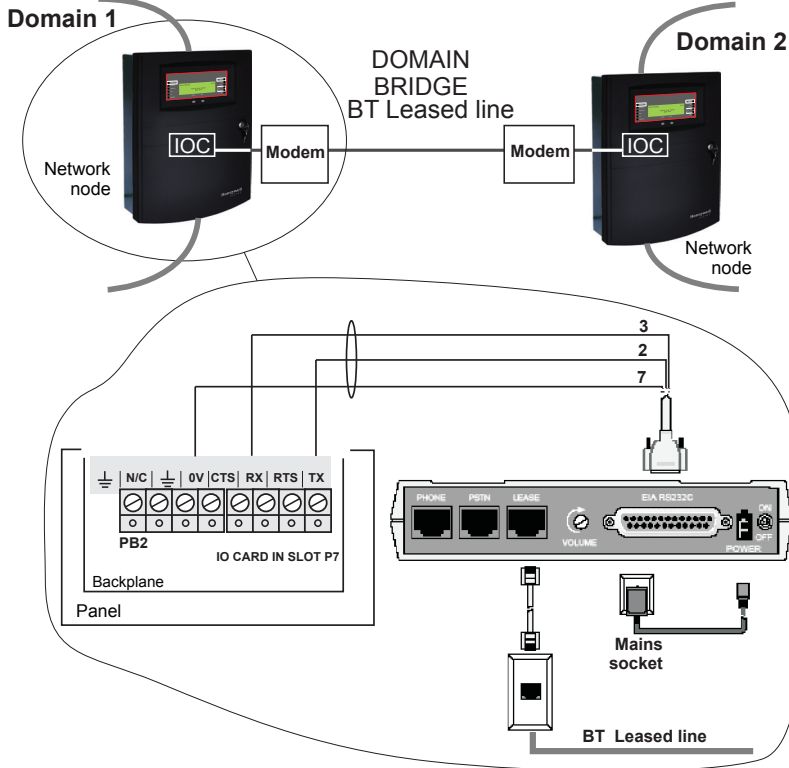 Domain 1
Domain 2
DOMAIN
BRIDGE
BT Leased line
IOC
Modem
Modem
IOC
Network
node
Honeywell
Honeywell
Network
node
3
2
7
N/C 0V CTS RX RTS TX
PB2
IO CARD IN SLOT P7
Backplane
Panel
PHONE PSTN LEASE EIA RS232C ON
VOLUME OFF
POWER
Mains
socket
BT Leased line